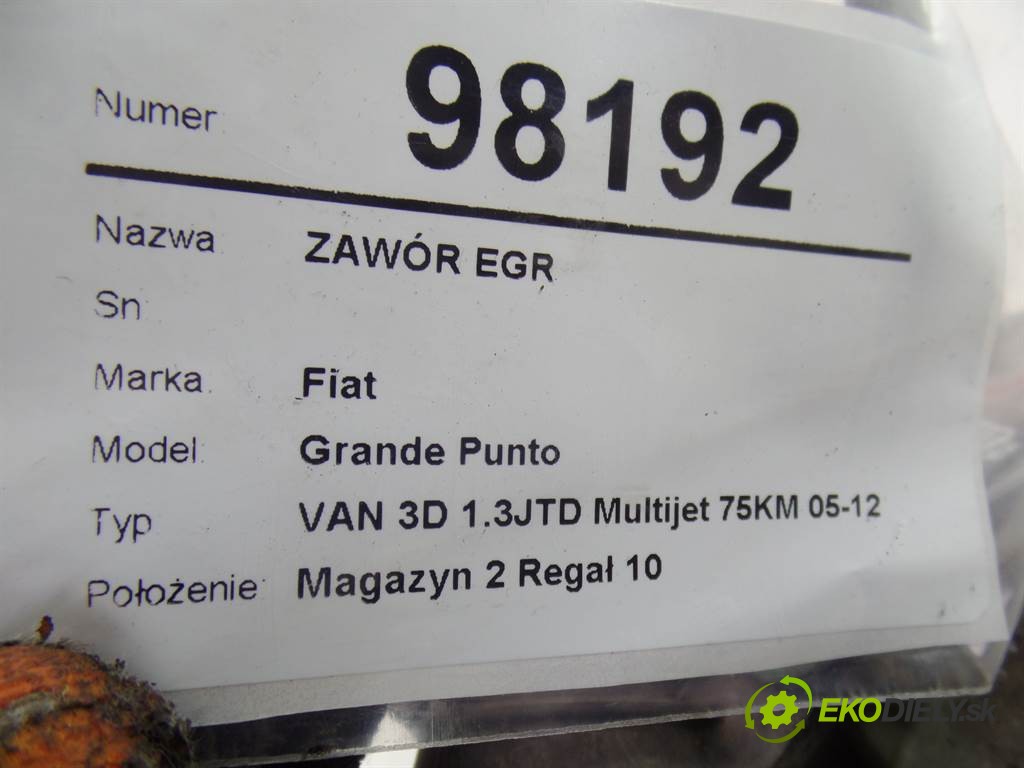 Numer 98192
Nazwa ZAWÓR EGR
Sn
Marka: Fiat
Model: Grande Punto
Typ VAN 3D 1.3JTD Multijet 75KM 05-12
Położenie: Magazyn 2 Regał 10
EKODIELY.sk